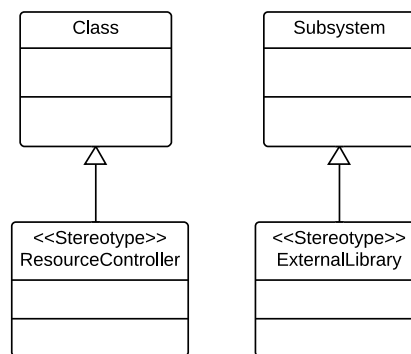 Class
Subsystem
<<Stereotype>>
ResourceController
<<Stereotype>>
ExternalLibrary